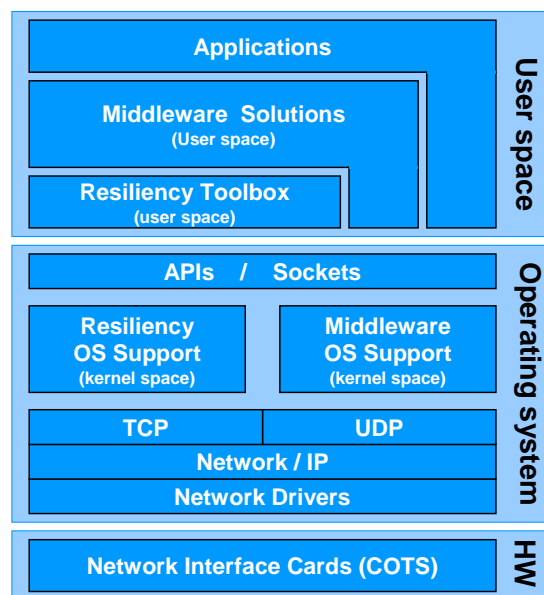 Applications
Middleware Solutions
(User space)
Resiliency Toolbox
(user space)
User space
APIs / Sockets
Resiliency
OS Support
(kernel space)
Middleware
OS Support
(kernel space)
TCP
UDP
Network / IP
Network Drivers
Operating system
Network Interface Cards (COTS)
HW